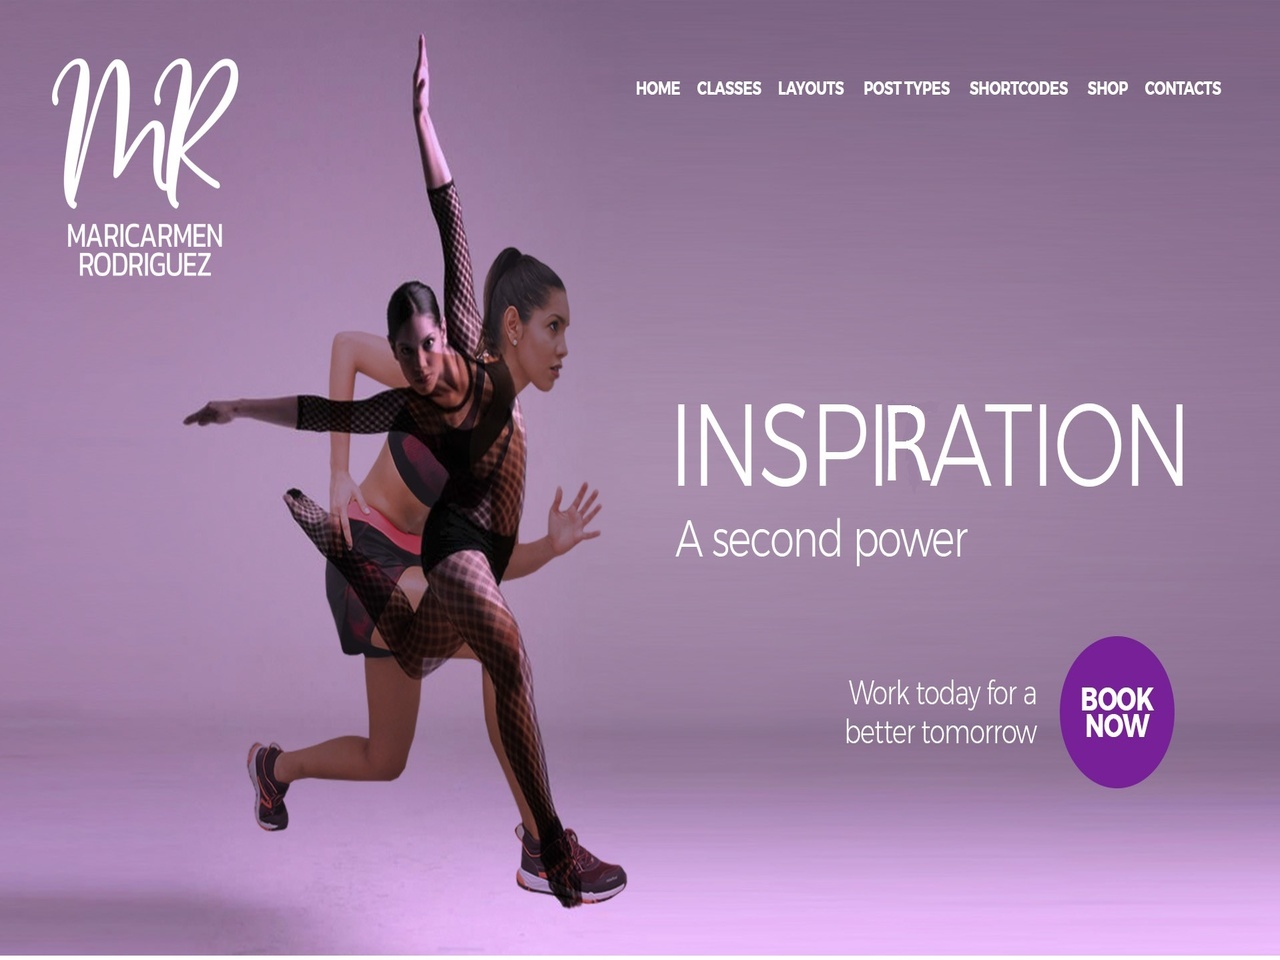 MR
MARICARMEN
RODRIGUEZ
HOME CLASSES LAYOUTS POST TYPES SHORTCODES SHOP CONTACTS
INSPIRATION
A second power
Work today for a
better tomorrow
BOOK
NOW